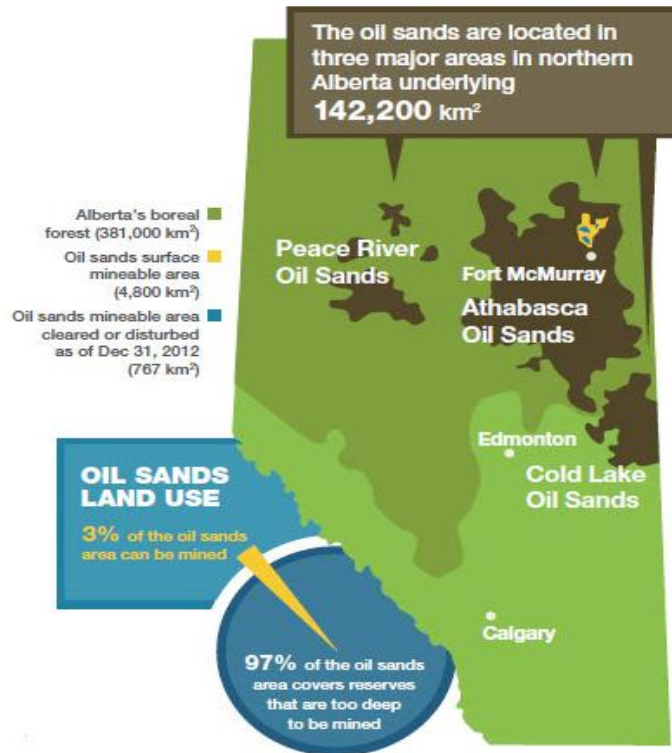 The oil sands are located in
three major areas in northern
Alberta underlying
142,200 km²
Alberta's boreal
forest (381,000 km²)
Oil sands surface
mineable area
(4,800 km²)
Oil sands mineable area
cleared or disturbed
as of Dec 31, 2012
(767 km²)
Peace River
Oil Sands
Fort McMurray
Athabasca
Oil Sands
Edmonton
Cold Lake
Oil Sands
OIL SANDS
LAND USE
3% of the oil sands
area can be mined
97% of the oil sands
area covers reserves
that are too deep
to be mined
Calgary